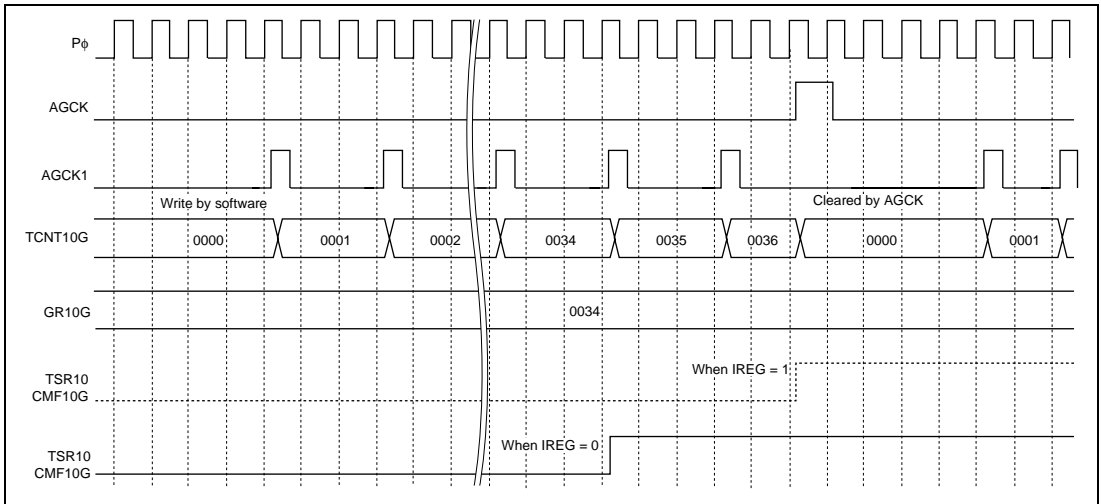 Pϕ
AGCK
AGCK1
Write by software
Cleared by AGCK
TCNT10G
0000
0001
0002
0034
0035
0036
0000
0001
GR10G
0034
When IREG = 1
TSR10
CMF10G
When IREG = 0
TSR10
CMF10G